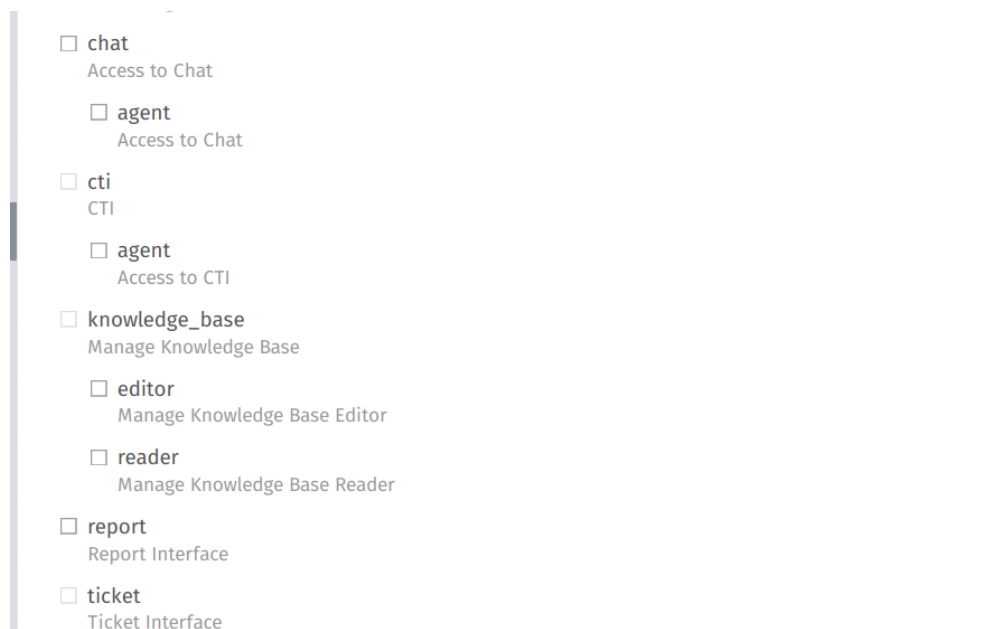 chat
Access to Chat
agent
Access to Chat
cti
CTI
agent
Access to CTI
knowledge_base
Manage Knowledge Base
editor
Manage Knowledge Base Editor
reader
Manage Knowledge Base Reader
report
Report Interface
ticket
Ticket Interface